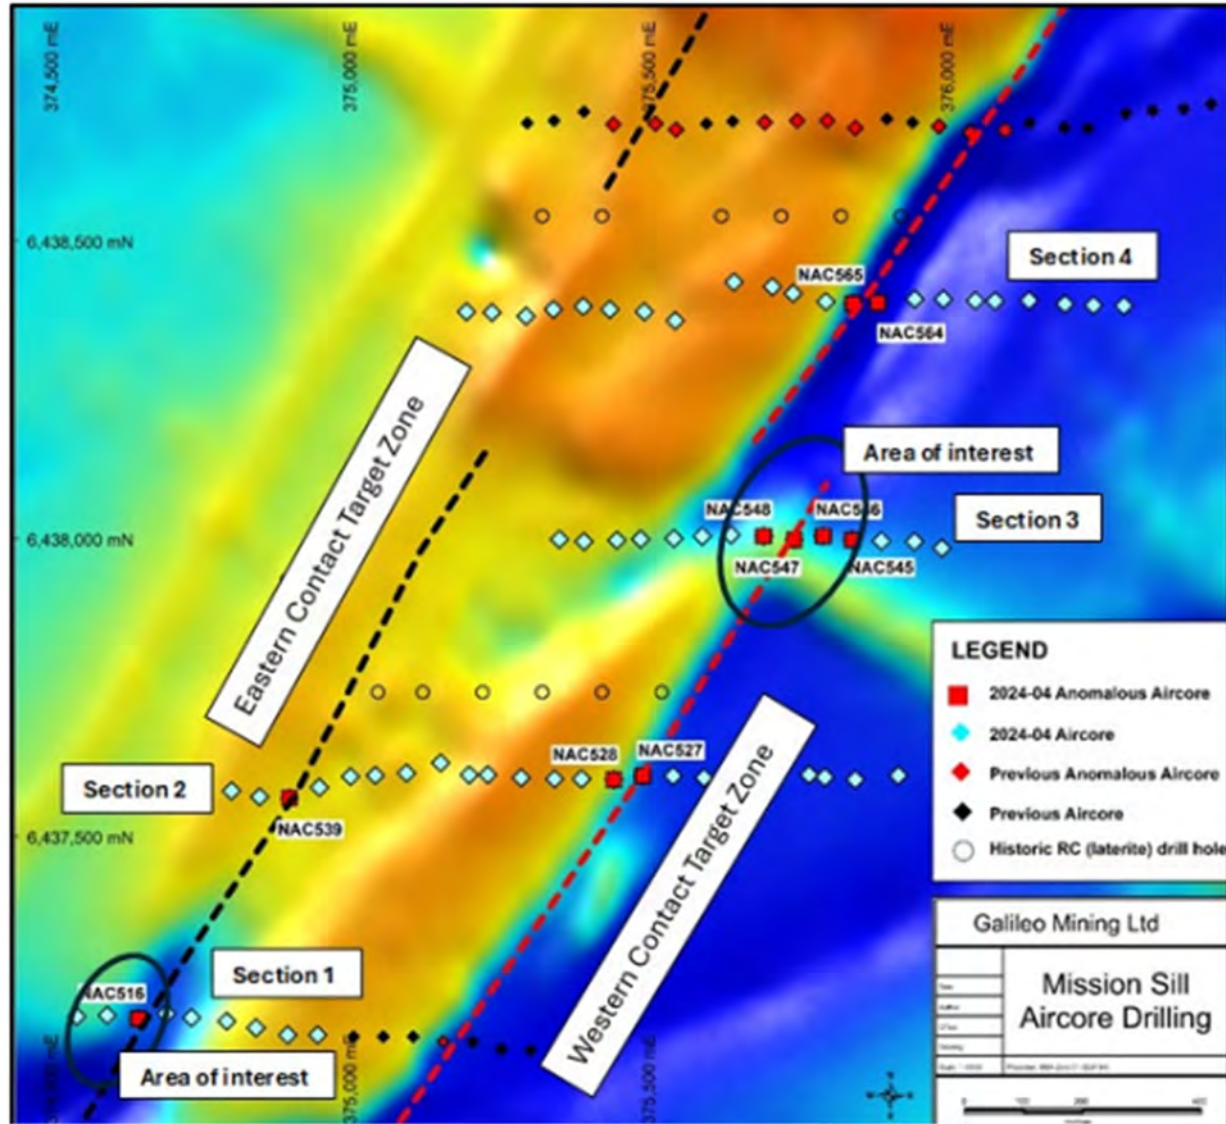 374,500 mE
375,000 mE
375,500 mE
376,000 mE
6,438,500 mN
Section 4
NAC565
NAC564
Eastern Contact Target Zone
Area of interest
NAC548
NAC546
Section 3
6,438,000 mN
NAC547
NAC545
LEGEND
2024-04 Anomalous Aircore
2024-04 Aircore
Previous Anomalous Aircore
Previous Aircore
Historic RC (laterite) drill hole
NAC528
NAC527
Section 2
NAC539
6,437,500 mN
Western Contact Target Zone
Section 1
NAC516
Area of interest
375,000 mE
375,500 mE
Galileo Mining Ltd
Mission Sill
Aircore Drilling
0